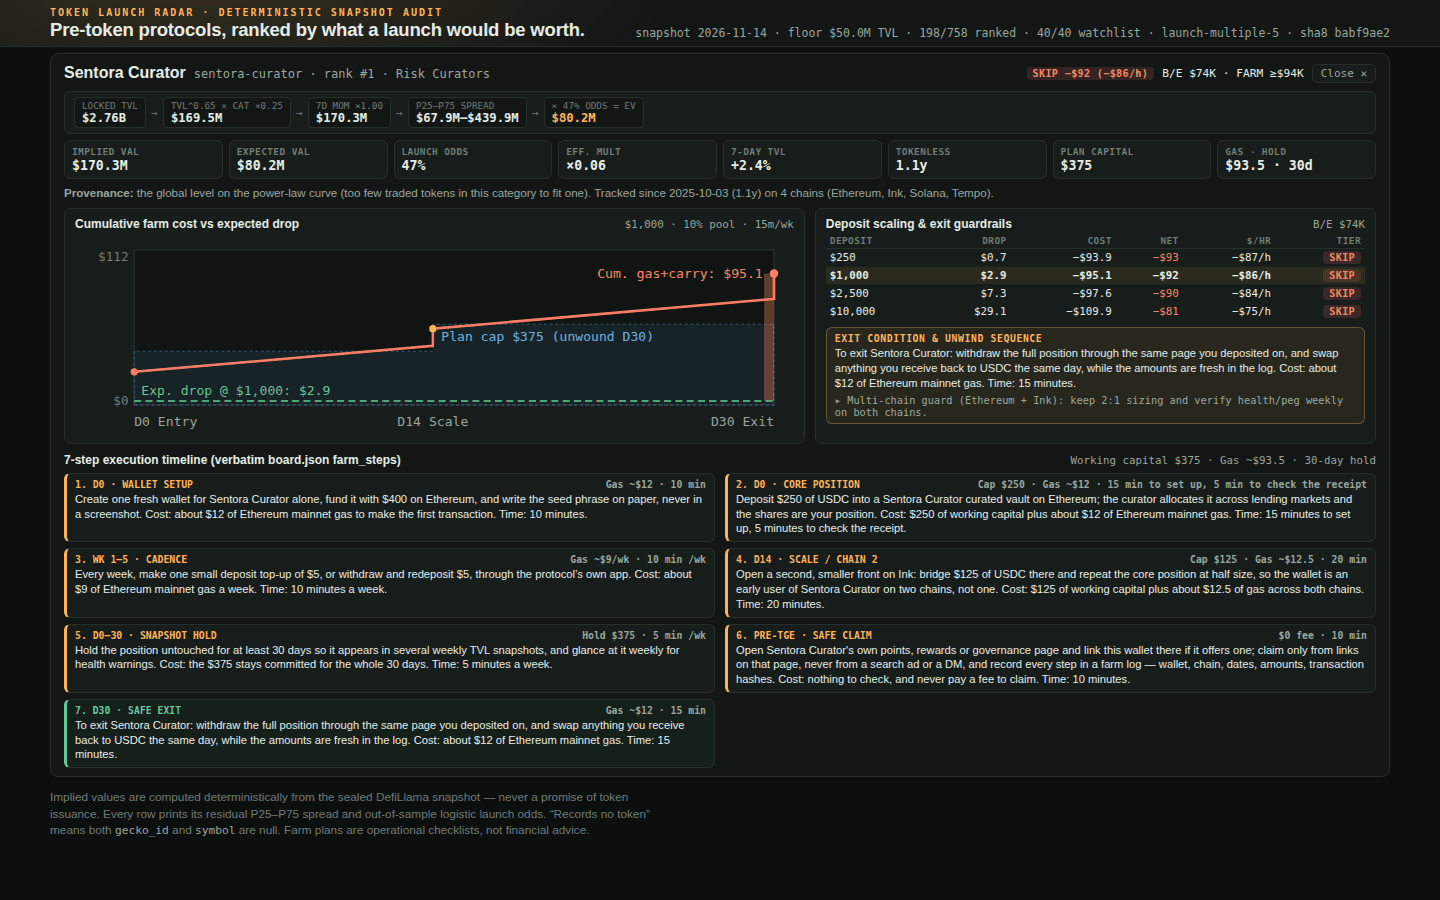 TOKEN LAUNCH RADAR · DETERMINISTIC SNAPSHOT AUDIT
Pre-token protocols, ranked by what a launch would be worth.
snapshot 2026-11-14 · floor $50.0M TVL · 198/758 ranked · 40/40 watchlist · launch-multiple-5 · sha8 babf9ae2
Sentora Curator sentora-curator · rank #1 · Risk Curators
SKIP −$92 (−$86/h) B/E $74K · FARM ≥$94K Close ×
LOCKED TVL
$2.76B
→
TVL^0.65 × CAT ×0.25
$169.5M
→
7D MOM ×1.00
$170.3M
→
P25–P75 SPREAD
$67.9M–$439.9M
→
× 47% ODDS = EV
$80.2M
IMPLIED VAL
$170.3M
EXPECTED VAL
$80.2M
LAUNCH ODDS
47%
EFF. MULT
×0.06
7-DAY TVL
+2.4%
TOKENLESS
1.1y
PLAN CAPITAL
$375
GAS · HOLD
$93.5 · 30d
Provenance: the global level on the power-law curve (too few traded tokens in this category to fit one). Tracked since 2025-10-03 (1.1y) on 4 chains (Ethereum, Ink, Solana, Tempo).
Cumulative farm cost vs expected drop
$1,000 · 10% pool · 15m/wk
$112
Cum. gas+carry: $95.1
Plan cap $375 (unwound D30)
Exp. drop @ $1,000: $2.9
$0
D0 Entry D14 Scale D30 Exit
Deposit scaling & exit guardrails
B/E $74K
DEPOSIT DROP COST NET $/HR TIER
$250 $0.7 −$93.9 −$93 −$87/h SKIP
$1,000 $2.9 −$95.1 −$92 −$86/h SKIP
$2,500 $7.3 −$97.6 −$90 −$84/h SKIP
$10,000 $29.1 −$109.9 −$81 −$75/h SKIP
EXIT CONDITION & UNWIND SEQUENCE
To exit Sentora Curator: withdraw the full position through the same page you deposited on, and swap
anything you receive back to USDC the same day, while the amounts are fresh in the log. Cost: about
$12 of Ethereum mainnet gas. Time: 15 minutes.
▸ Multi-chain guard (Ethereum + Ink): keep 2:1 sizing and verify health/peg weekly
on both chains.
7-step execution timeline (verbatim board.json farm_steps)
Working capital $375 · Gas ~$93.5 · 30-day hold
1. D0 · WALLET SETUP
Gas ~$12 · 10 min
Create one fresh wallet for Sentora Curator alone, fund it with $400 on Ethereum, and write the seed phrase on paper, never in
a screenshot. Cost: about $12 of Ethereum mainnet gas to make the first transaction. Time: 10 minutes.
2. D0 · CORE POSITION
Cap $250 · Gas ~$12 · 15 min to set up, 5 min to check the receipt
Deposit $250 of USDC into a Sentora Curator curated vault on Ethereum; the curator allocates it across lending markets and
the shares are your position. Cost: $250 of working capital plus about $12 of Ethereum mainnet gas. Time: 15 minutes to set
up, 5 minutes to check the receipt.
3. WK 1–5 · CADENCE
Gas ~$9/wk · 10 min /wk
Every week, make one small deposit top-up of $5, or withdraw and redeposit $5, through the protocol's own app. Cost: about
$9 of Ethereum mainnet gas a week. Time: 10 minutes a week.
4. D14 · SCALE / CHAIN 2
Cap $125 · Gas ~$12.5 · 20 min
Open a second, smaller front on Ink: bridge $125 of USDC there and repeat the core position at half size, so the wallet is an
early user of Sentora Curator on two chains, not one. Cost: $125 of working capital plus about $12.5 of gas across both chains.
Time: 20 minutes.
5. D0–30 · SNAPSHOT HOLD
Hold $375 · 5 min /wk
Hold the position untouched for at least 30 days so it appears in several weekly TVL snapshots, and glance at it weekly for
health warnings. Cost: the $375 stays committed for the whole 30 days. Time: 5 minutes a week.
6. PRE-TGE · SAFE CLAIM
$0 fee · 10 min
Open Sentora Curator's own points, rewards or governance page and link this wallet there if it offers one; claim only from links
on that page, never from a search ad or a DM, and record every step in a farm log — wallet, chain, dates, amounts, transaction
hashes. Cost: nothing to check, and never pay a fee to claim. Time: 10 minutes.
7. D30 · SAFE EXIT
Gas ~$12 · 15 min
To exit Sentora Curator: withdraw the full position through the same page you deposited on, and swap anything you receive
back to USDC the same day, while the amounts are fresh in the log. Cost: about $12 of Ethereum mainnet gas. Time: 15
minutes.
Implied values are computed deterministically from the sealed DefiLlama snapshot — never a promise of token
issuance. Every row prints its residual P25–P75 spread and out-of-sample logistic launch odds. “Records no token”
means both gecko_id and symbol are null. Farm plans are operational checklists, not financial advice.